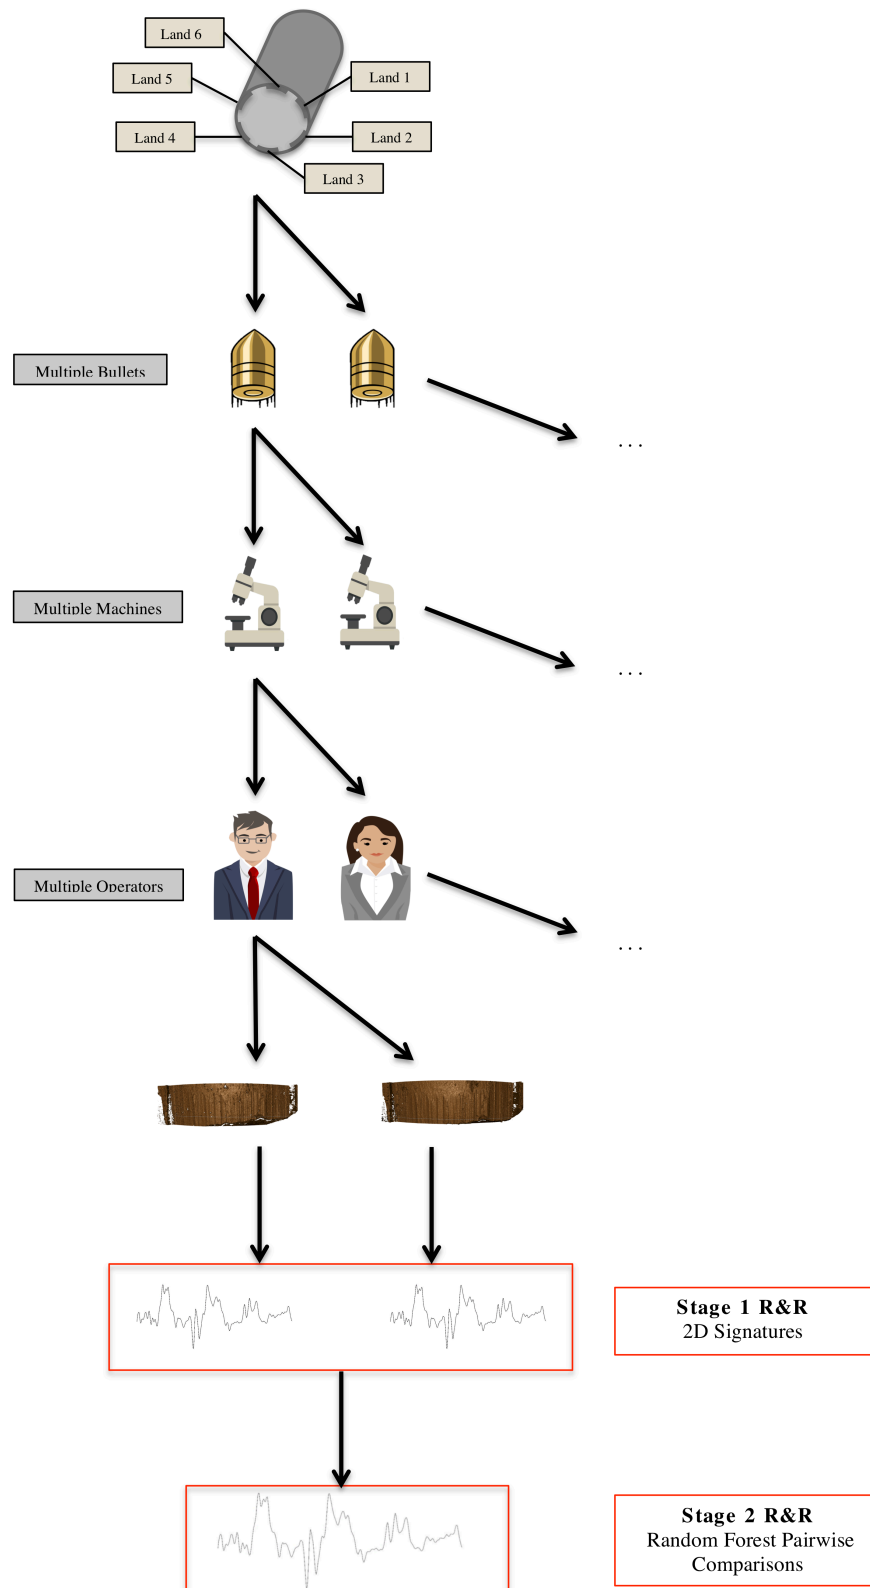 Land 6
Land 5
Land 1
Land 4
Land 2
Land 3
Multiple Bullets
...
Multiple Machines
...
Multiple Operators
...
Stage 1 R&R
2D Signatures
Stage 2 R&R
Random Forest Pairwise
Comparisons